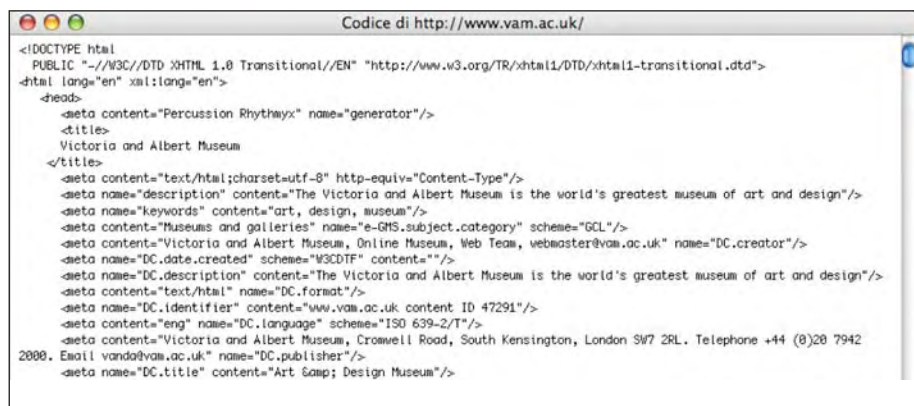 Codice di http://www.vam.ac.uk/
<!DOCTYPE html
PUBLIC "-//W3C//DTD XHTML 1.0 Transitional//EN" "http://www.w3.org/TR/xhtml1/DTD/xhtml1-transitional.dtd">
<html lang="en" xml:lang="en">
<head>
<meta content="Percussion Rhythmyx" name="generator"/>
<title>
Victoria and Albert Museum
</title>
<meta content="text/html;charset=utf-8" http-equiv="Content-Type"/>
<meta name="description" content="The Victoria and Albert Museum is the world's greatest museum of art and design"/>
<meta name="keywords" content="art, design, museum"/>
<meta content="Museums and galleries" name="e-GMS.subject.category" scheme="GCL"/>
<meta content="Victoria and Albert Museum, Online Museum, Web Team, webmaster@vam.ac.uk" name="DC.creator"/>
<meta name="DC.date.created" scheme="W3CDTF" content=""/>
<meta name="DC.description" content="The Victoria and Albert Museum is the world's greatest museum of art and design"/>
<meta content="text/html" name="DC.format"/>
<meta name="DC.identifier" content="www.vam.ac.uk content ID 47291"/>
<meta content="eng" name="DC.language" scheme="ISO 639-2/T"/>
<meta content="Victoria and Albert Museum, Cromwell Road, South Kensington, London SW7 2RL. Telephone +44 (0)20 7942
2000. Email vanda@vam.ac.uk" name="DC.publisher"/>
<meta name="DC.title" content="Art &amp; Design Museum"/>